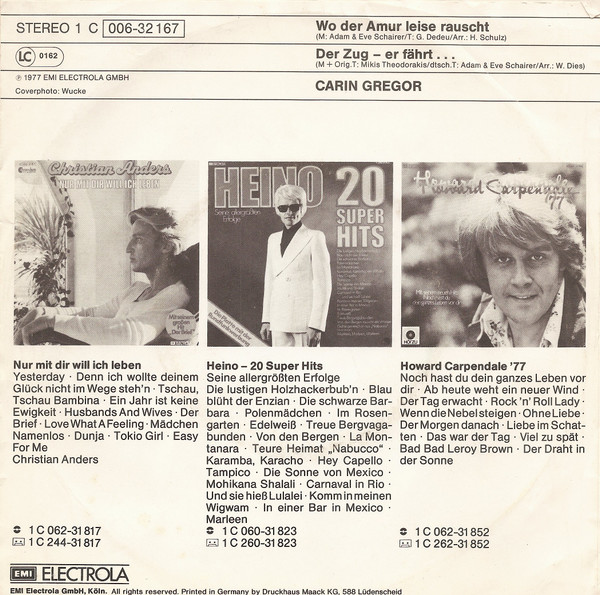 STEREO 1 C 006-32 167
LC 0162
℗ 1977 EMI ELECTROLA GMBH
Coverphoto: Wucke
Wo der Amur leise rauscht
(M: Adam & Eve Schairer/T: G. Dedeu/Arr.: H. Schulz)
Der Zug – er fährt . . .
(M + Orig.T: Mikis Theodorakis/dtsch.T: Adam & Eve Schairer/Arr.: W. Dies)
CARIN GREGOR
Christian Anders
NUR MIT DIR WILL ICH LEBEN
HEINO
Seine allergrößten
Erfolge
20
SUPER
HITS
Howard Carpendale
'77
Nur mit dir will ich leben
Yesterday · Denn ich wollte deinem
Glück nicht im Wege steh'n · Tschau,
Tschau Bambina · Ein Jahr ist keine
Ewigkeit · Husbands And Wives · Der
Brief · Love What A Feeling · Mädchen
Namenlos · Dunja · Tokio Girl · Easy
For Me
Christian Anders
1 C 062-31 817
1 C 244-31 817
Heino – 20 Super Hits
Seine allergrößten Erfolge
Die lustigen Holzhackerbub'n · Blau
blüht der Enzian · Die schwarze Bar-
bara · Polenmädchen · Im Rosen-
garten · Edelweiß · Treue Bergvaga-
bunden · Von den Bergen · La Mon-
tanara · Teure Heimat „Nabucco" ·
Karamba, Karacho · Hey Capello ·
Tampico · Die Sonne von Mexico ·
Mohikana Shalali · Carnaval in Rio ·
Und sie hieß Lulalei · Komm in meinen
Wigwam · In einer Bar in Mexico ·
Marleen
1 C 060-31 823
1 C 260-31 823
Howard Carpendale '77
Noch hast du dein ganzes Leben vor
dir · Ab heute weht ein neuer Wind ·
Der Tag erwacht · Rock 'n' Roll Lady ·
Wenn die Nebel steigen · Ohne Liebe ·
Der Morgen danach · Liebe im Schat-
ten · Das war der Tag · Viel zu spät ·
Bad Bad Leroy Brown · Der Draht in
der Sonne
1 C 062-31 852
1 C 262-31 852
EMI ELECTROLA
EMI Electrola GmbH, Köln. All rights reserved. Printed in Germany by Druckhaus Maack KG, 588 Lüdenscheid